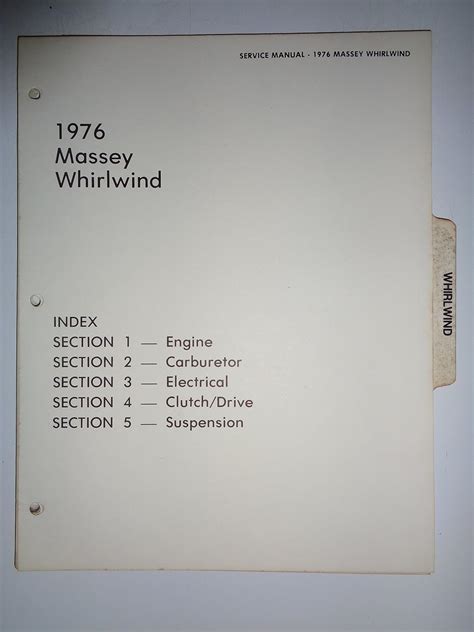 SERVICE MANUAL - 1976 MASSEY WHIRLWIND
1976
Massey
Whirlwind
WHIRLWIND
INDEX
SECTION 1 — Engine
SECTION 2 — Carburetor
SECTION 3 — Electrical
SECTION 4 — Clutch/Drive
SECTION 5 — Suspension